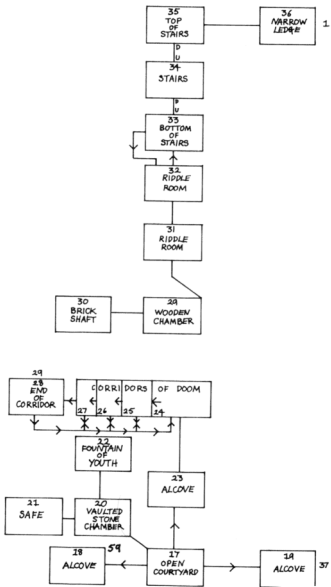 35
TOP
OF
STAIRS
36
NARROW
LEDGE
1
D
U
34
STAIRS
D
U
33
BOTTOM
OF
STAIRS
32
RIDDLE
ROOM
31
RIDDLE
ROOM
30
BRICK
SHAFT
29
WOODEN
CHAMBER
29
28
END
OF
CORRIDOR
CORRIDORS OF DOOM
27 26 25 24
22
FOUNTAIN
OF
YOUTH
23
ALCOVE
21
SAFE
20
VAULTED
STONE
CHAMBER
18
ALCOVE
59
17
OPEN
COURTYARD
19
ALCOVE
37